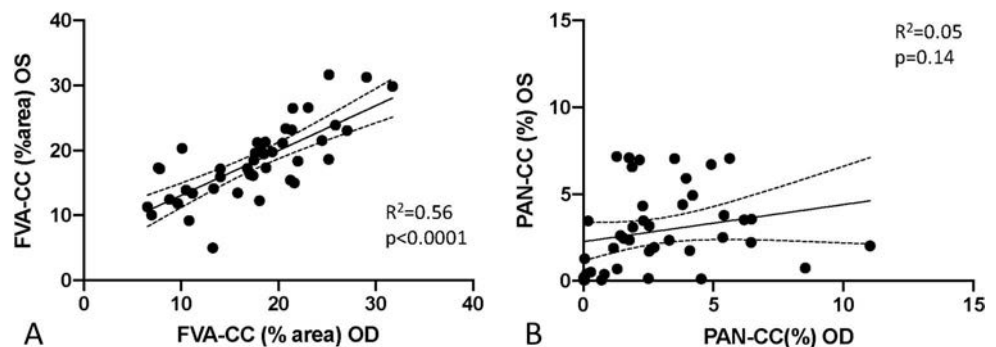 FVA-CC (%area) OS
40
30
20
10
0
0 10 20 30 40
FVA-CC (% area) OD
R²=0.56
p<0.0001
A
PAN-CC (%) OS
15
10
5
0
0 5 10 15
PAN-CC(%) OD
R²=0.05
p=0.14
B